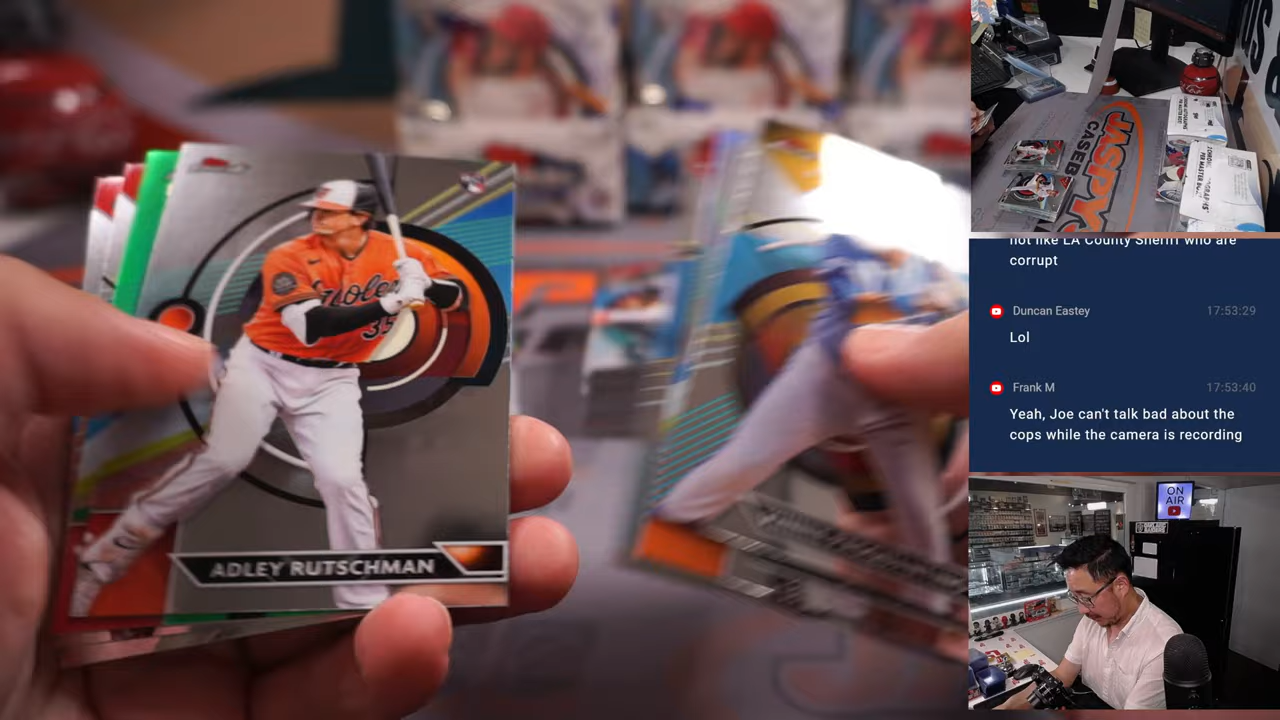 Orioles
35
ADLEY RUTSCHMAN
JASPY'S
CASEB
not like LA County Sheriff who are
corrupt
Duncan Eastey
17:53:29
Lol
Frank M
17:53:40
Yeah, Joe can't talk bad about the
cops while the camera is recording
ON
AIR